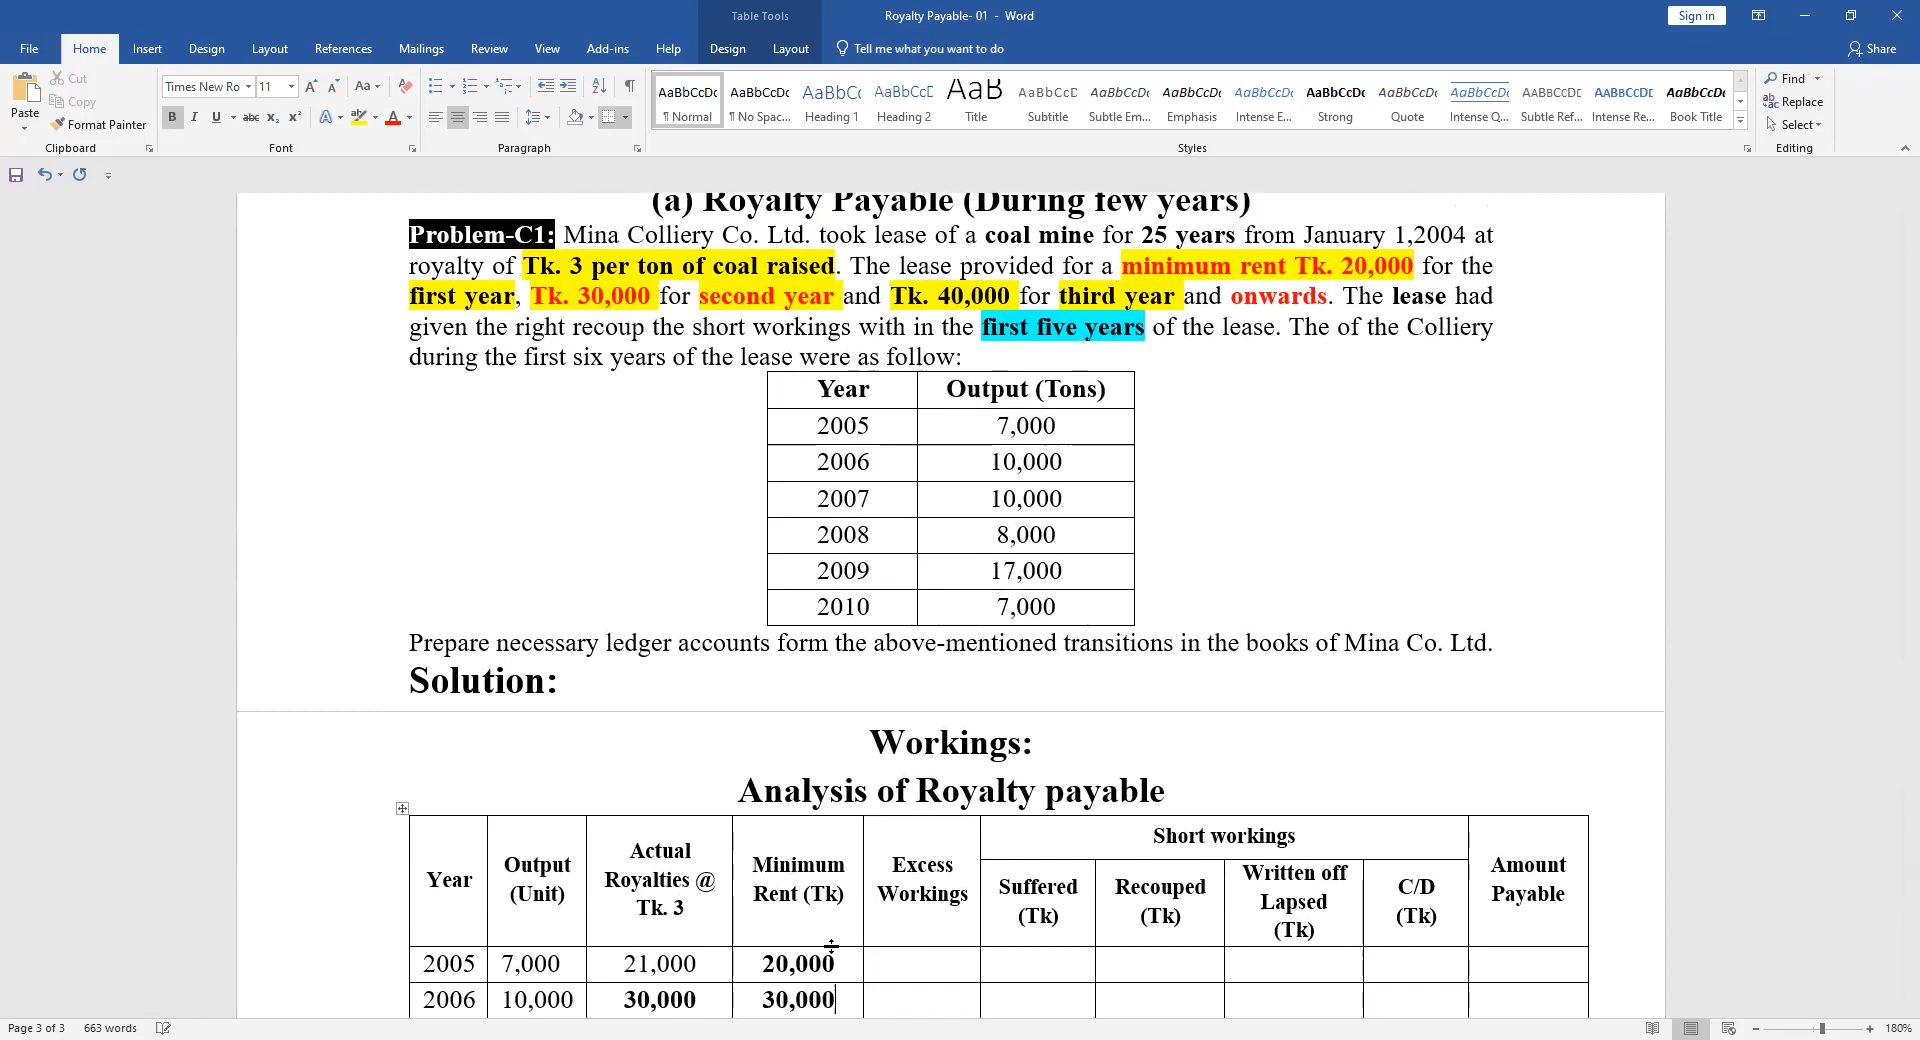 Table Tools
Royalty Payable- 01 - Word
Sign in
File Home Insert Design Layout References Mailings Review View Add-ins Help Design Layout Tell me what you want to do Share
Paste
Cut
Copy
Format Painter
Clipboard
Times New Ro 11
Font
Paragraph
AaBbCcDc AaBbCcDc AaBbCc AaBbCcD AaB AaBbCcD AaBbCcDc AaBbCcDc AaBbCcDc AaBbCcDc AaBbCcDc AaBbCcDc AABBCCDE AABBCCDE AaBbCcDc
¶ Normal ¶ No Spac... Heading 1 Heading 2 Title Subtitle Subtle Em... Emphasis Intense E... Strong Quote Intense Q... Subtle Ref... Intense Re... Book Title
Styles
Find
Replace
Select
Editing
(a) Royalty Payable (During few years)
Problem-C1: Mina Colliery Co. Ltd. took lease of a coal mine for 25 years from January 1,2004 at
royalty of Tk. 3 per ton of coal raised. The lease provided for a minimum rent Tk. 20,000 for the
first year, Tk. 30,000 for second year and Tk. 40,000 for third year and onwards. The lease had
given the right recoup the short workings with in the first five years of the lease. The of the Colliery
during the first six years of the lease were as follow:
Year Output (Tons)
2005 7,000
2006 10,000
2007 10,000
2008 8,000
2009 17,000
2010 7,000
Prepare necessary ledger accounts form the above-mentioned transitions in the books of Mina Co. Ltd.
Solution:
Workings:
Analysis of Royalty payable
Year
Output
(Unit)
Actual
Royalties @
Tk. 3
Minimum
Rent (Tk)
Excess
Workings
Short workings
Suffered
(Tk)
Recouped
(Tk)
Written off
Lapsed
(Tk)
C/D
(Tk)
Amount
Payable
2005 7,000 21,000 20,000
2006 10,000 30,000 30,000
Page 3 of 3 663 words
180%